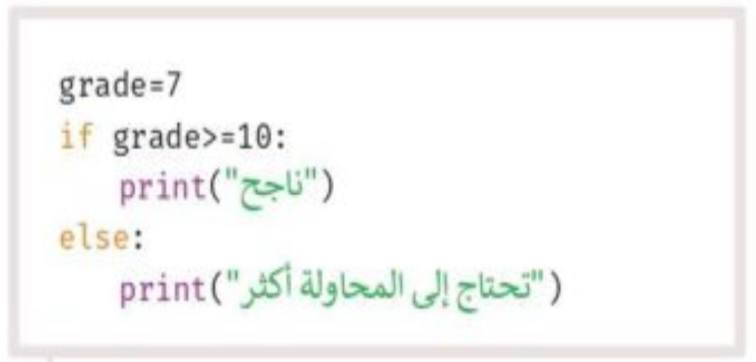 grade=7
if grade>=10:
    print("ناجح")
else:
    print("تحتاج إلى المحاولة أكثر")